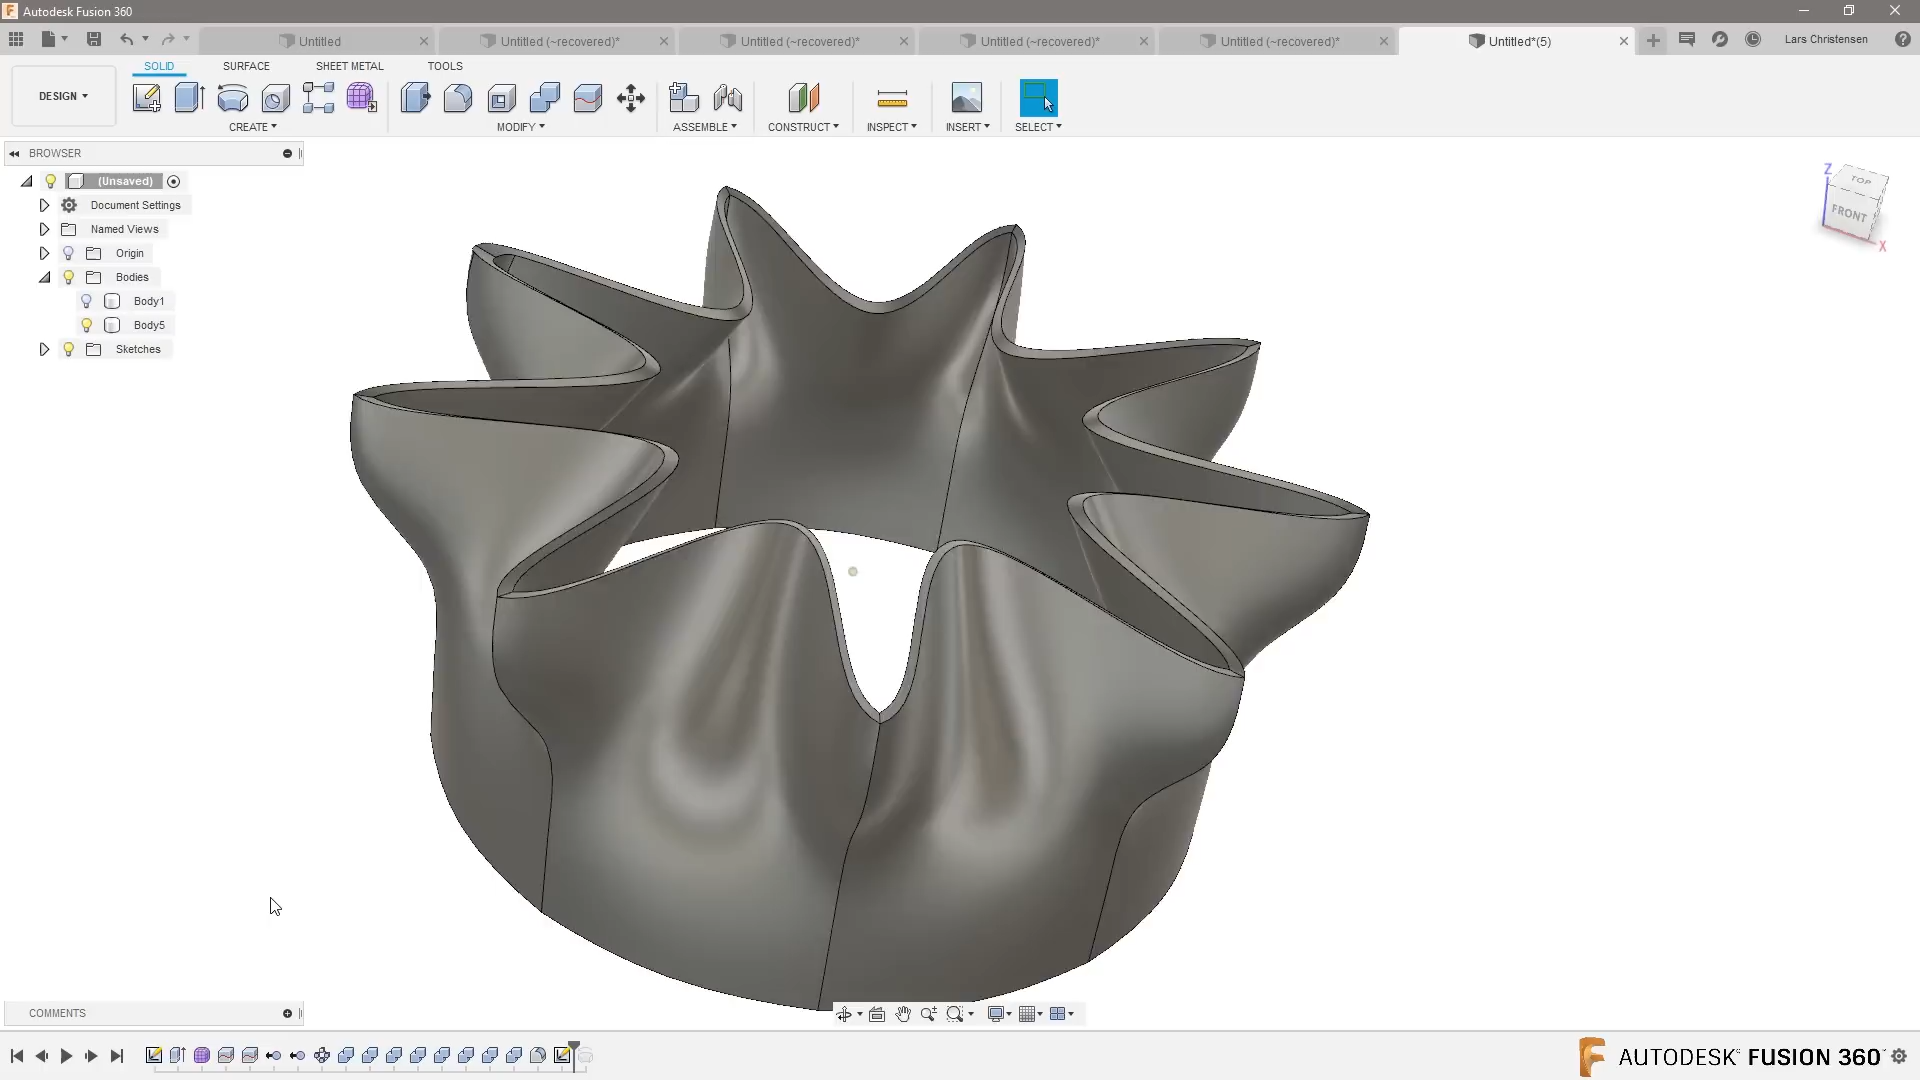 Autodesk Fusion 360
Untitled
Untitled (~recovered)*
Untitled (~recovered)*
Untitled (~recovered)*
Untitled (~recovered)*
Untitled*(5)
Lars Christensen
SOLID
SURFACE
SHEET METAL
TOOLS
DESIGN
CREATE
MODIFY
ASSEMBLE
CONSTRUCT
INSPECT
INSERT
SELECT
BROWSER
(Unsaved)
Document Settings
Named Views
Origin
Bodies
Body1
Body5
Sketches
Z
TOP
FRONT
X
COMMENTS
AUTODESK FUSION 360